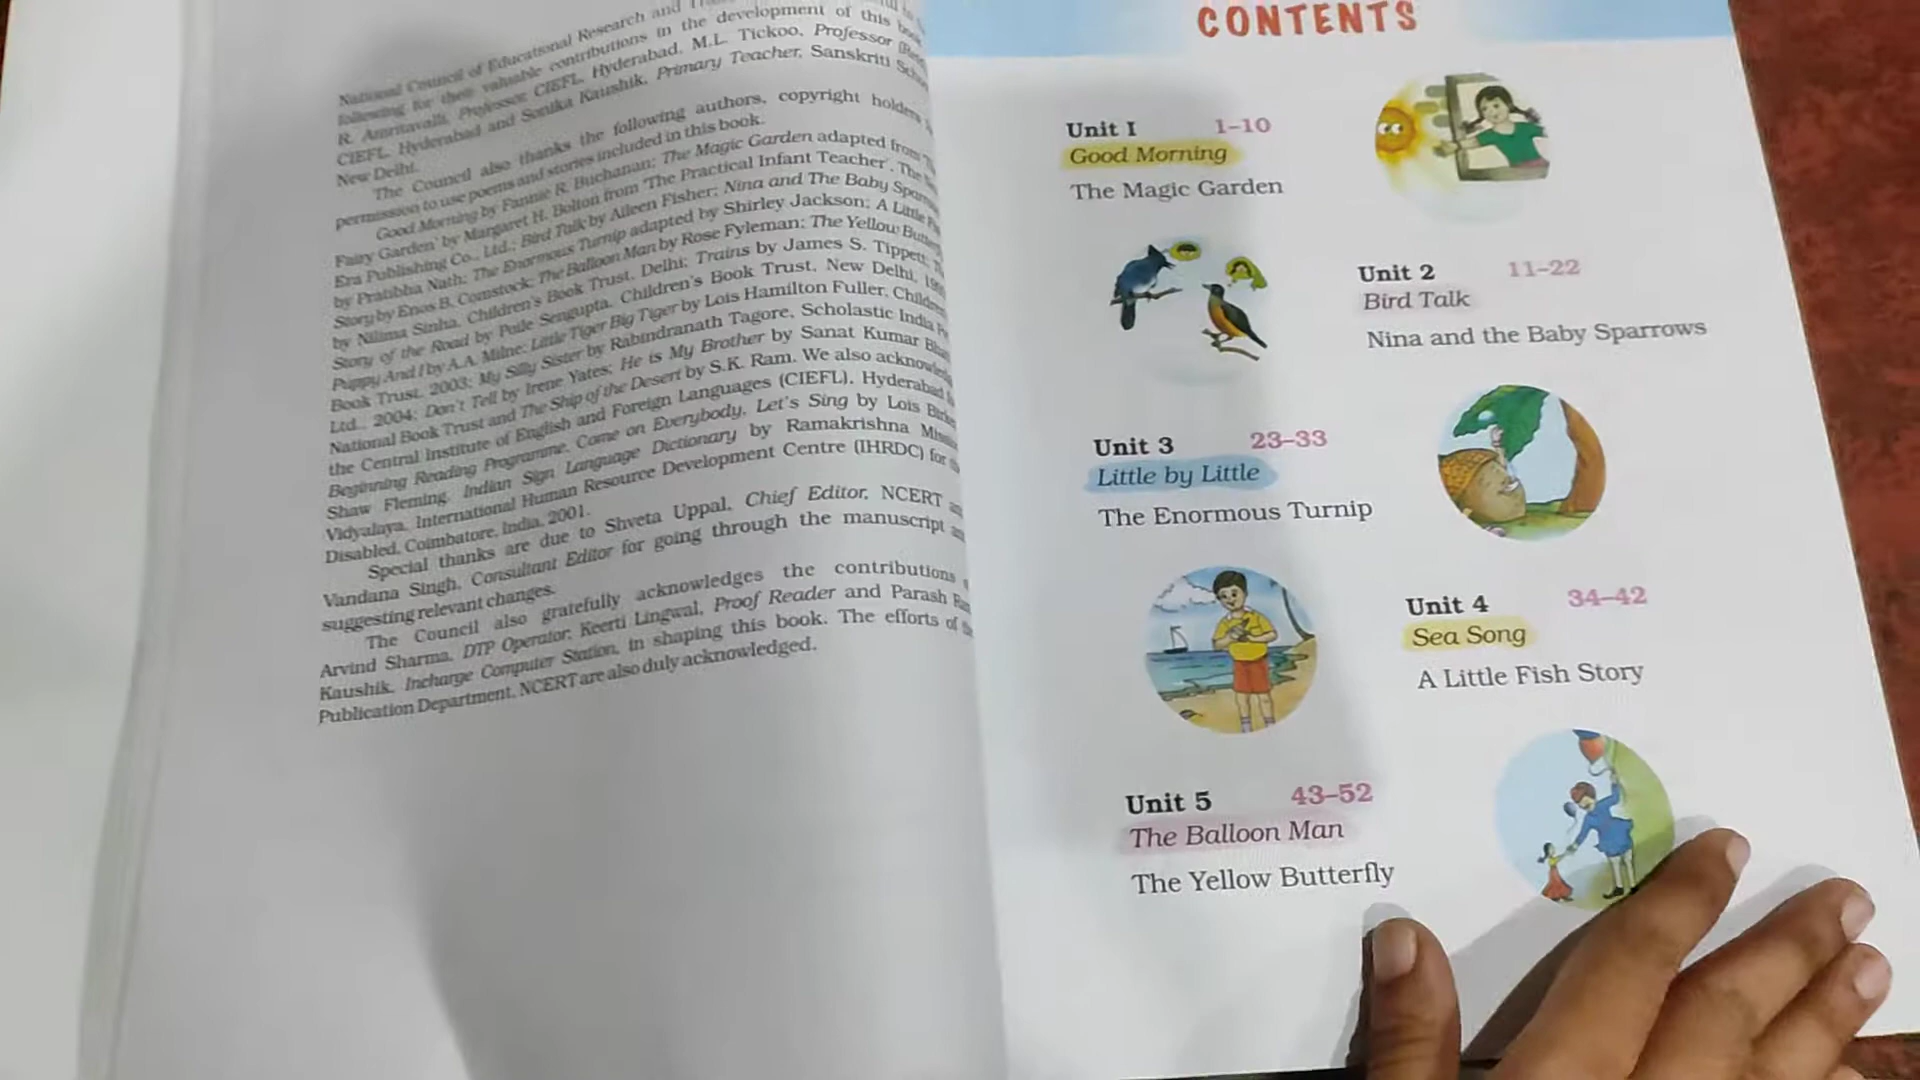 National Council of Educational Research and
following for their valuable contributions in the development of this
R. Amritavalli, Professor, CIEFL, Hyderabad, M.L. Tickoo, Professor
CIEFL, Hyderabad and Sonika Kaushik, Primary Teacher, Sanskriti
New Delhi.
The Council also thanks the following authors, copyright holders
permission to use poems and stories included in this book.
Good Morning by Fannie R. Buchanan; The Magic Garden adapted from
Fairy Garden' by Margaret H. Bolton from 'The Practical Infant Teacher', The
Era Publishing Co., Ltd.; Bird Talk by Aileen Fisher; Nina and The Baby
by Pratibha Nath; The Enormous Turnip adapted by Shirley Jackson; A Little
Story by Enos B. Comstock; The Balloon Man by Rose Fyleman; The Yellow
by Nilima Sinha, Children's Book Trust, Delhi; Trains by James S. Tippett;
Story of the Road by Poile Sengupta, Children's Book Trust, New Delhi,
Puppy And I by A.A. Milne; Little Tiger Big Tiger by Lois Hamilton Fuller,
Book Trust, 2003; My Silly Sister by Rabindranath Tagore, Scholastic India
Ltd., 2004; Don't Tell by Irene Yates; He is My Brother by Sanat Kumar
National Book Trust and The Ship of the Desert by S.K. Ram. We also
the Central Institute of English and Foreign Languages (CIEFL), Hyderabad
Beginning Reading Programme, Come on Everybody, Let's Sing by Lois
Shaw Fleming, Indian Sign Language Dictionary by Ramakrishna
Vidyalaya, International Human Resource Development Centre (IHRDC) for
Disabled, Coimbatore, India, 2001.
Special thanks are due to Shveta Uppal, Chief Editor, NCERT
Vandana Singh, Consultant Editor for going through the manuscript
suggesting relevant changes.
The Council also gratefully acknowledges the contributions
Arvind Sharma, DTP Operator; Keerti Lingwal, Proof Reader and Parash
Kaushik, Incharge Computer Station, in shaping this book. The efforts of
Publication Department, NCERT are also duly acknowledged.
CONTENTS
Unit 1 1–10
Good Morning
The Magic Garden
Unit 2 11–22
Bird Talk
Nina and the Baby Sparrows
Unit 3 23–33
Little by Little
The Enormous Turnip
Unit 4 34–42
Sea Song
A Little Fish Story
Unit 5 43–52
The Balloon Man
The Yellow Butterfly